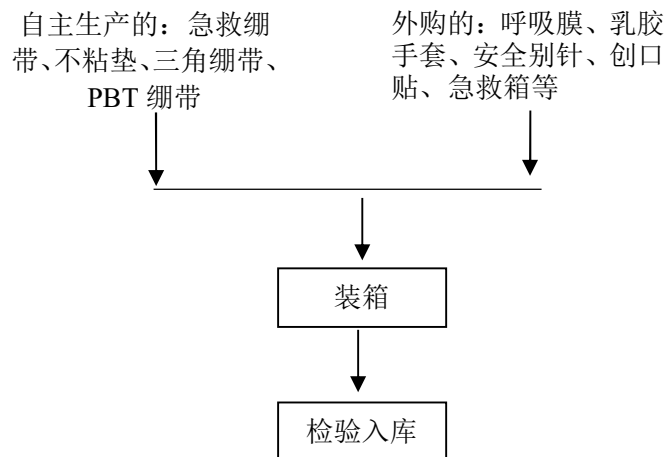 自主生产的：急救绷
带、不粘垫、三角绷带、
PBT 绷带
外购的：呼吸膜、乳胶
手套、安全别针、创口
贴、急救箱等
装箱
检验入库